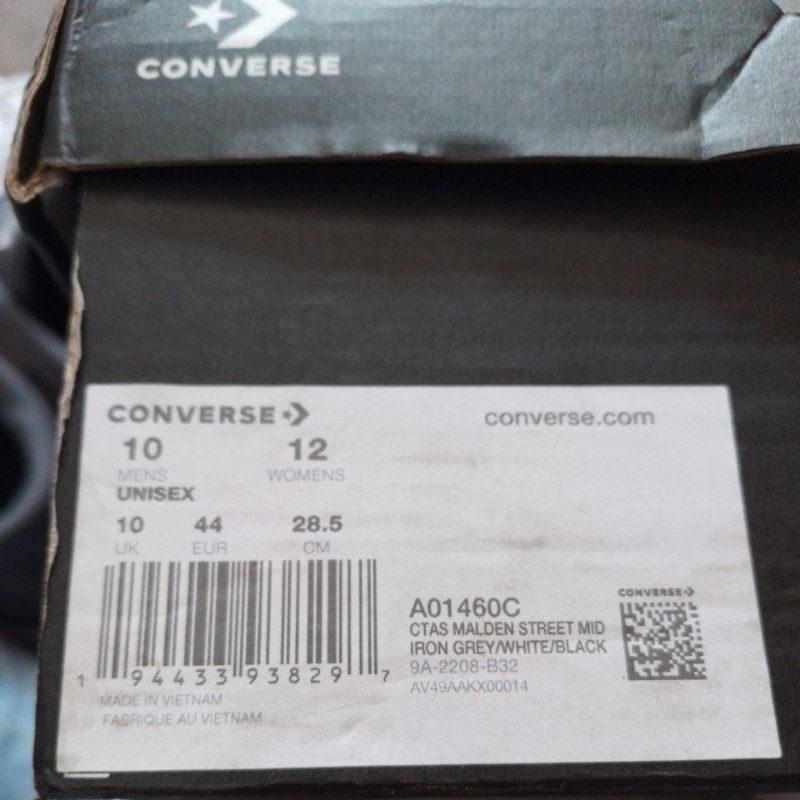 CONVERSE
CONVERSE
converse.com
10 12
MENS WOMENS
UNISEX
10 44 28.5
UK EUR CM
CONVERSE
A01460C
CTAS MALDEN STREET MID
IRON GREY/WHITE/BLACK
9A-2208-B32
AV49AAKX00014
1 94433 93829 7
MADE IN VIETNAM
FABRIQUE AU VIETNAM